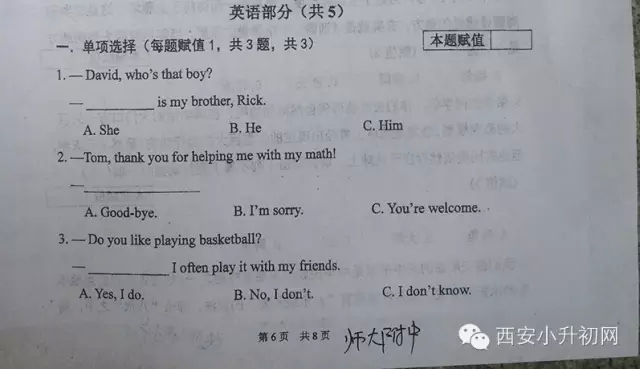 英语部分（共5）
一. 单项选择（每题赋值1，共3题，共3）
本题赋值
1. — David, who's that boy?
— __________ is my brother, Rick.
A. She B. He C. Him
2. —Tom, thank you for helping me with my math!
—__________
A. Good-bye. B. I'm sorry. C. You're welcome.
3. — Do you like playing basketball?
— __________ I often play it with my friends.
A. Yes, I do. B. No, I don't. C. I don't know.
第6页 共8页 师大附中
西安小升初网